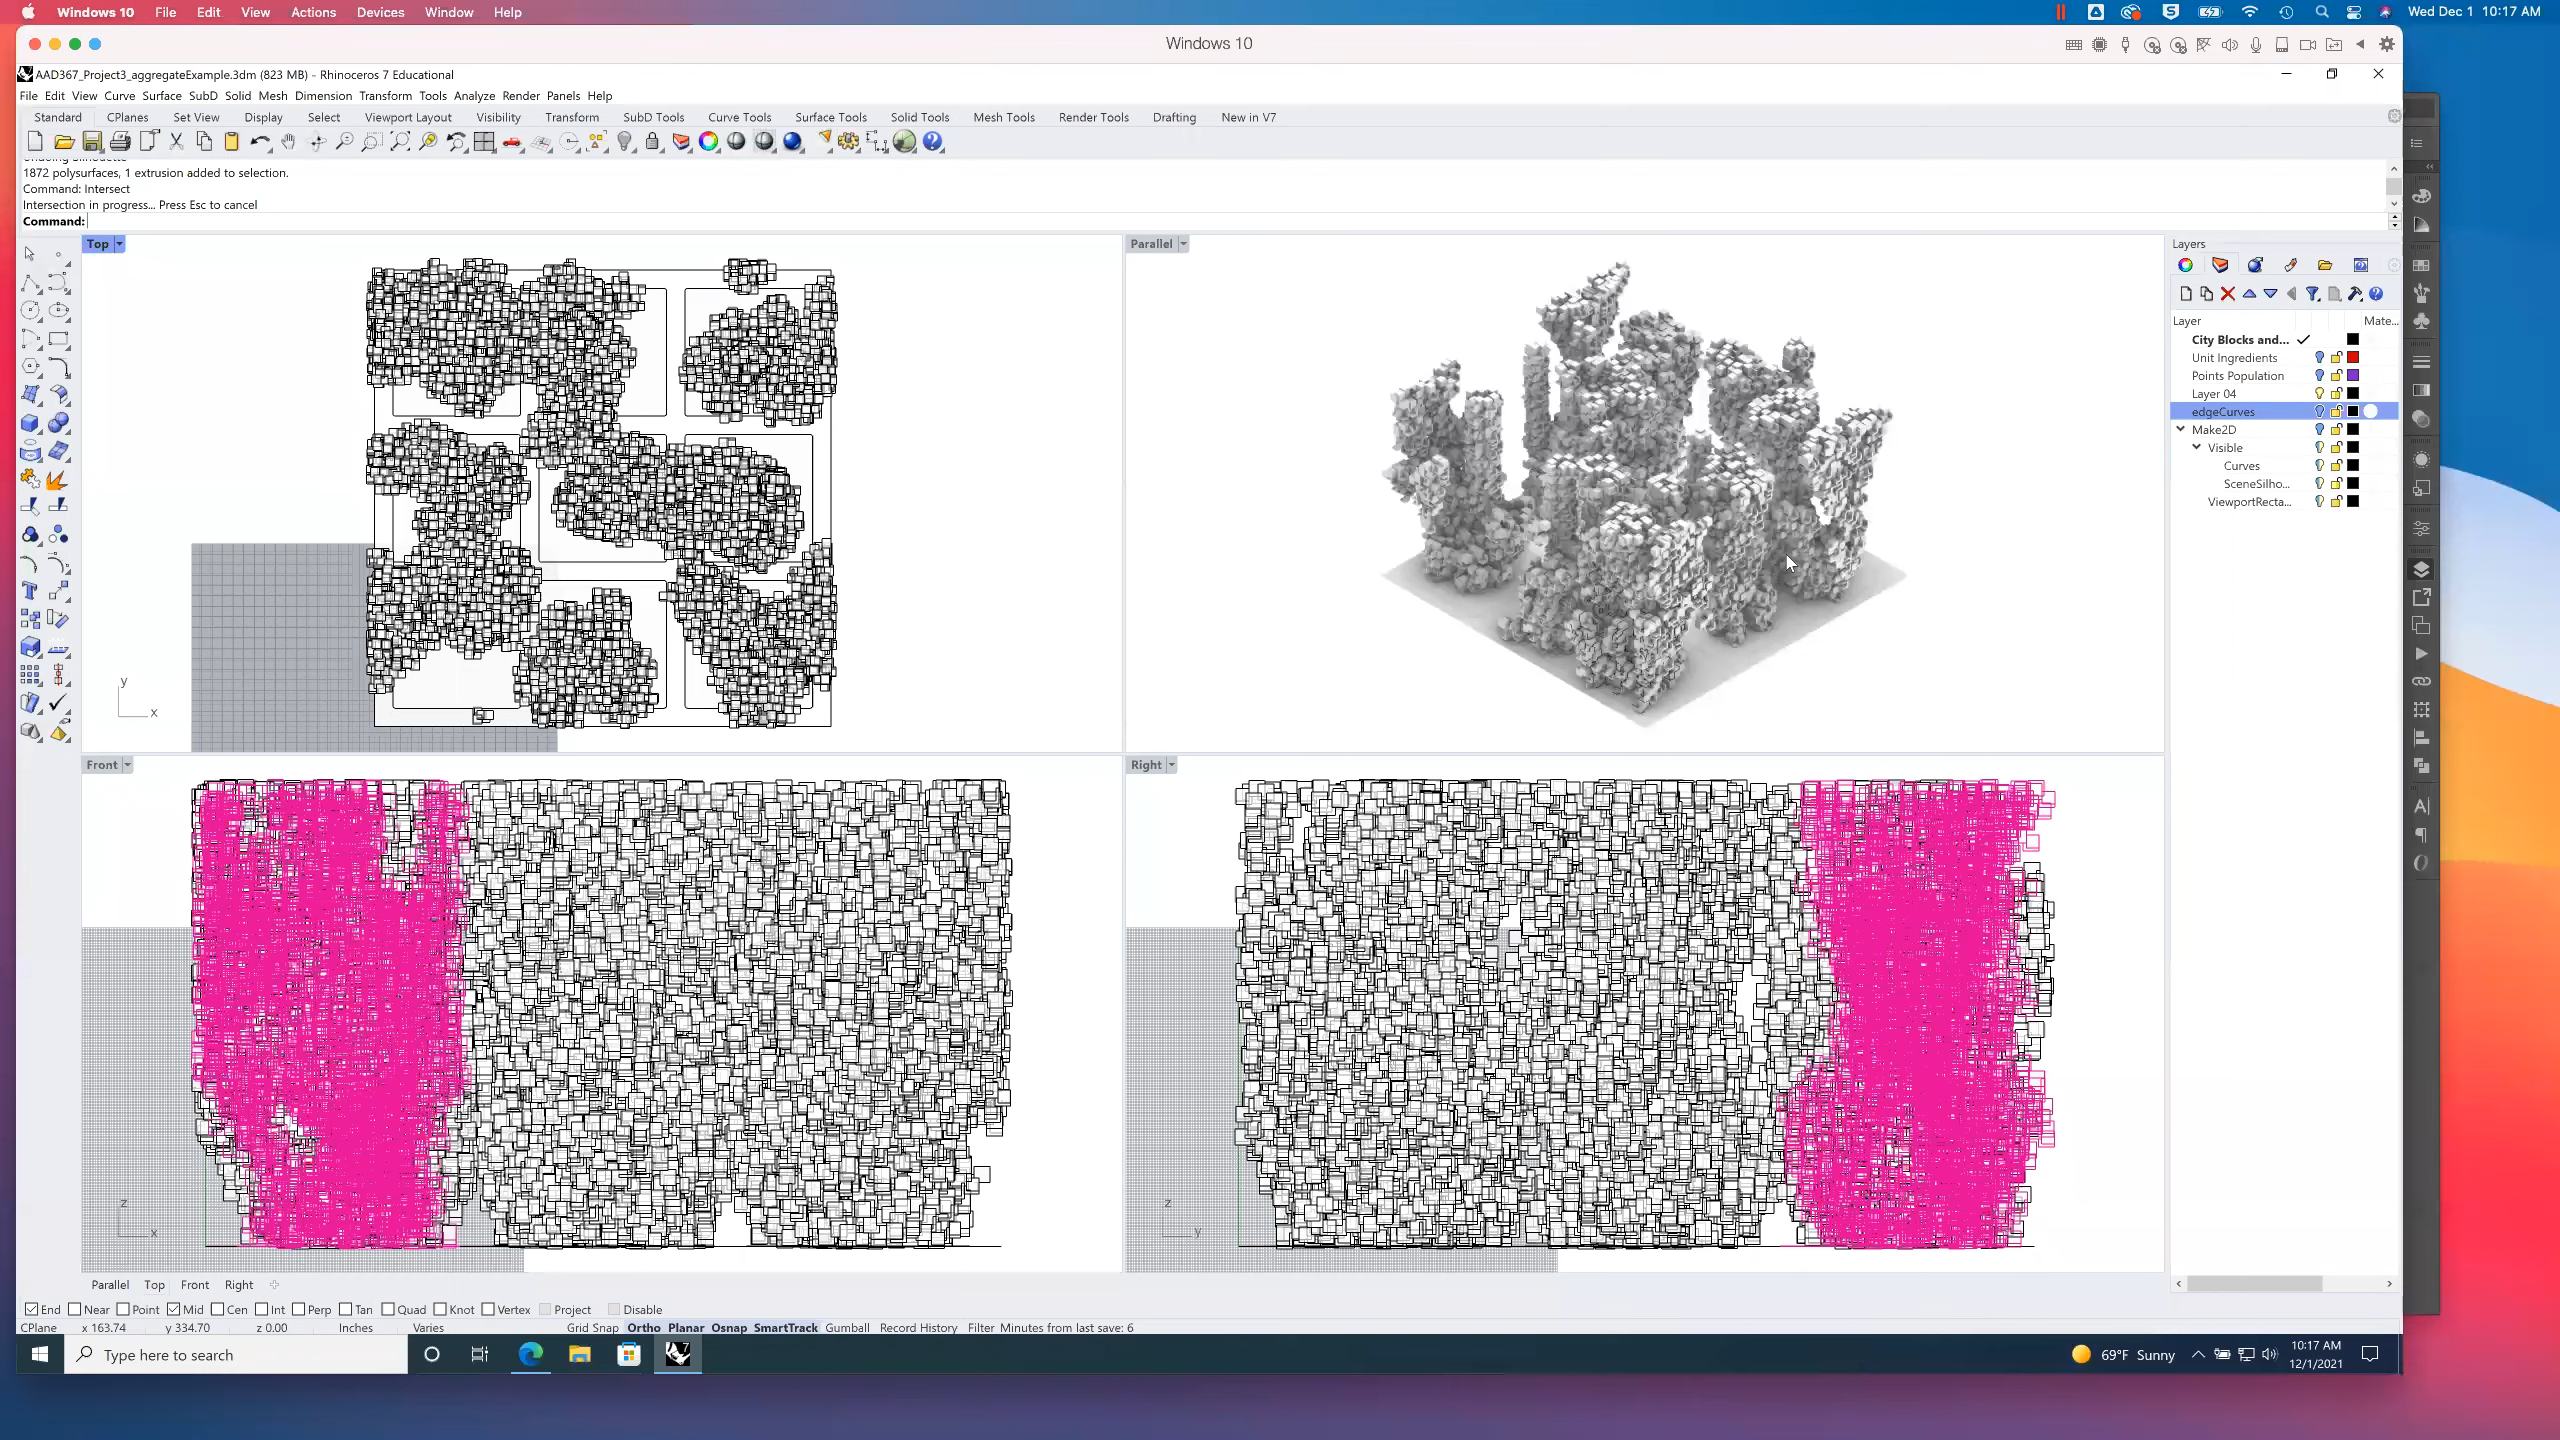 Windows 10 File Edit View Actions Devices Window Help Wed Dec 1 10:17 AM
Windows 10
AAD367_Project3_aggregateExample.3dm (823 MB) - Rhinoceros 7 Educational
File Edit View Curve Surface SubD Solid Mesh Dimension Transform Tools Analyze Render Panels Help
Standard CPlanes Set View Display Select Viewport Layout Visibility Transform SubD Tools Curve Tools Surface Tools Solid Tools Mesh Tools Render Tools Drafting New in V7
1872 polysurfaces, 1 extrusion added to selection.
Command: Intersect
Intersection in progress... Press Esc to cancel
Command:
Top
Parallel
Layers
Layer Mate...
City Blocks and...
Unit Ingredients
Points Population
Layer 04
edgeCurves
Make2D
Visible
Curves
SceneSilho...
ViewportRecta...
y
x
Front
Right
z
x
z
y
Parallel Top Front Right
End Near Point Mid Cen Int Perp Tan Quad Knot Vertex Project Disable
CPlane x 163.74 y 334.70 z 0.00 Inches Varies Grid Snap Ortho Planar Osnap SmartTrack Gumball Record History Filter Minutes from last save: 6
Type here to search
69°F Sunny
10:17 AM
12/1/2021